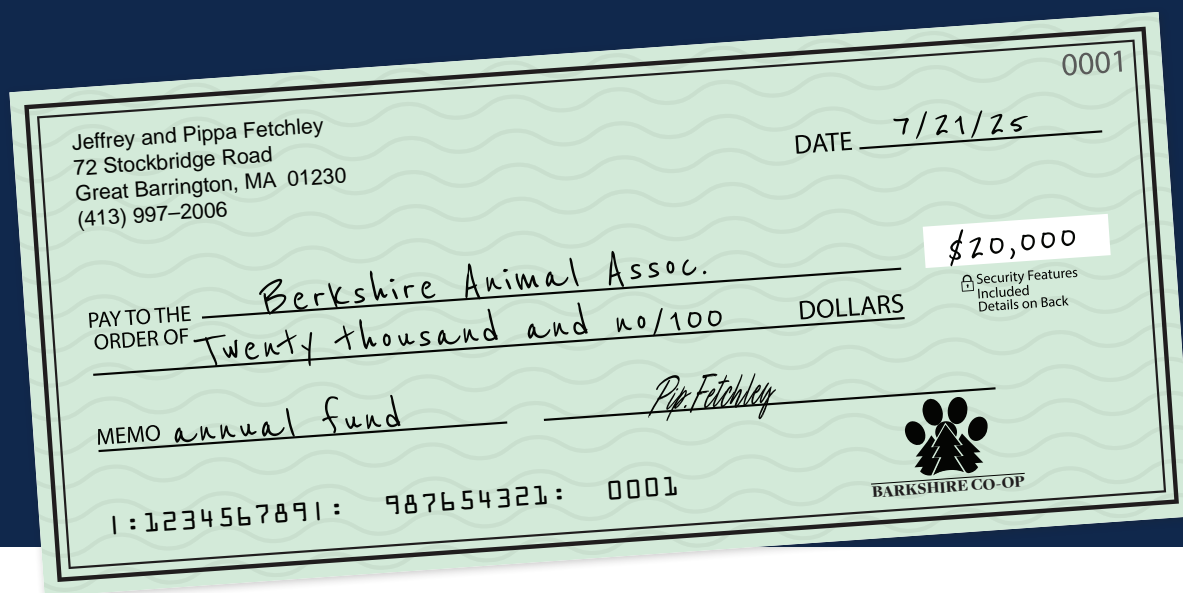 0001
Jeffrey and Pippa Fetchley
72 Stockbridge Road
Great Barrington, MA 01230
(413) 997–2006
DATE 7/21/25
PAY TO THE
ORDER OF Berkshire Animal Assoc.
$20,000
Security Features
Included
Details on Back
Twenty thousand and no/100 DOLLARS
MEMO annual fund
Pip.Fetchley
BARKSHIRE CO-OP
|:123456789|: 987654321: 0001